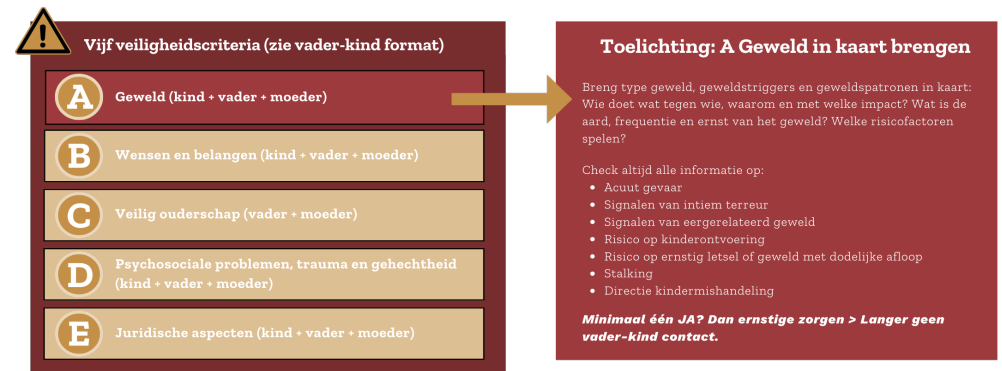 Vijf veiligheidscriteria (zie vader-kind format)
A
Geweld (kind + vader + moeder)
B
Wensen en belangen (kind + vader + moeder)
C
Veilig ouderschap (vader + moeder)
D
Psychosociale problemen, trauma en gehechtheid
(kind + vader + moeder)
E
Juridische aspecten (kind + vader + moeder)
Toelichting: A Geweld in kaart brengen
Breng type geweld, geweldstriggers en geweldspatronen in kaart:
Wie doet wat tegen wie, waarom en met welke impact? Wat is de
aard, frequentie en ernst van het geweld? Welke risicofactoren
spelen?
Check altijd alle informatie op:
• Acuut gevaar
• Signalen van intiem terreur
• Signalen van eergerelateerd geweld
• Risico op kinderontvoering
• Risico op ernstig letsel of geweld met dodelijke afloop
• Stalking
• Directie kindermishandeling
Minimaal één JA? Dan ernstige zorgen > Langer geen
vader-kind contact.